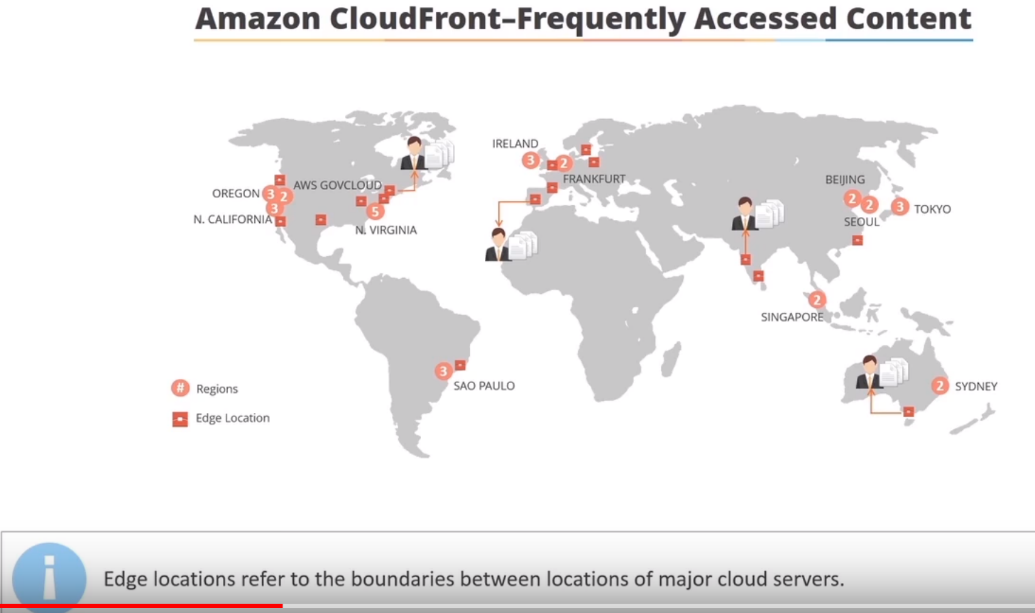 Amazon CloudFront–Frequently Accessed Content
IRELAND
3
2
FRANKFURT
OREGON
3
2
AWS GOVCLOUD
3
N. CALIFORNIA
5
N. VIRGINIA
BEIJING
2
2
SEOUL
3
TOKYO
2
SINGAPORE
3
SAO PAULO
2
SYDNEY
# Regions
Edge Location
i
Edge locations refer to the boundaries between locations of major cloud servers.